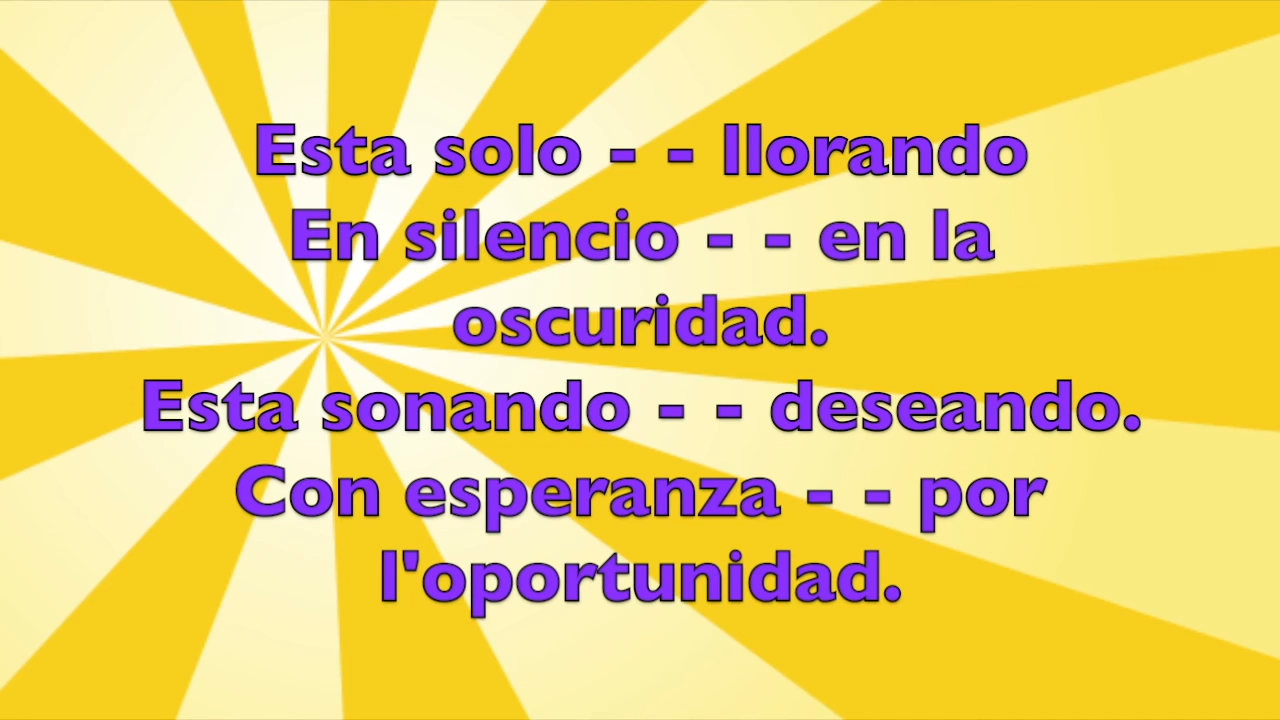 Esta solo - - llorando
En silencio - - en la
oscuridad.
Esta sonando - - deseando.
Con esperanza - - por
l'oportunidad.